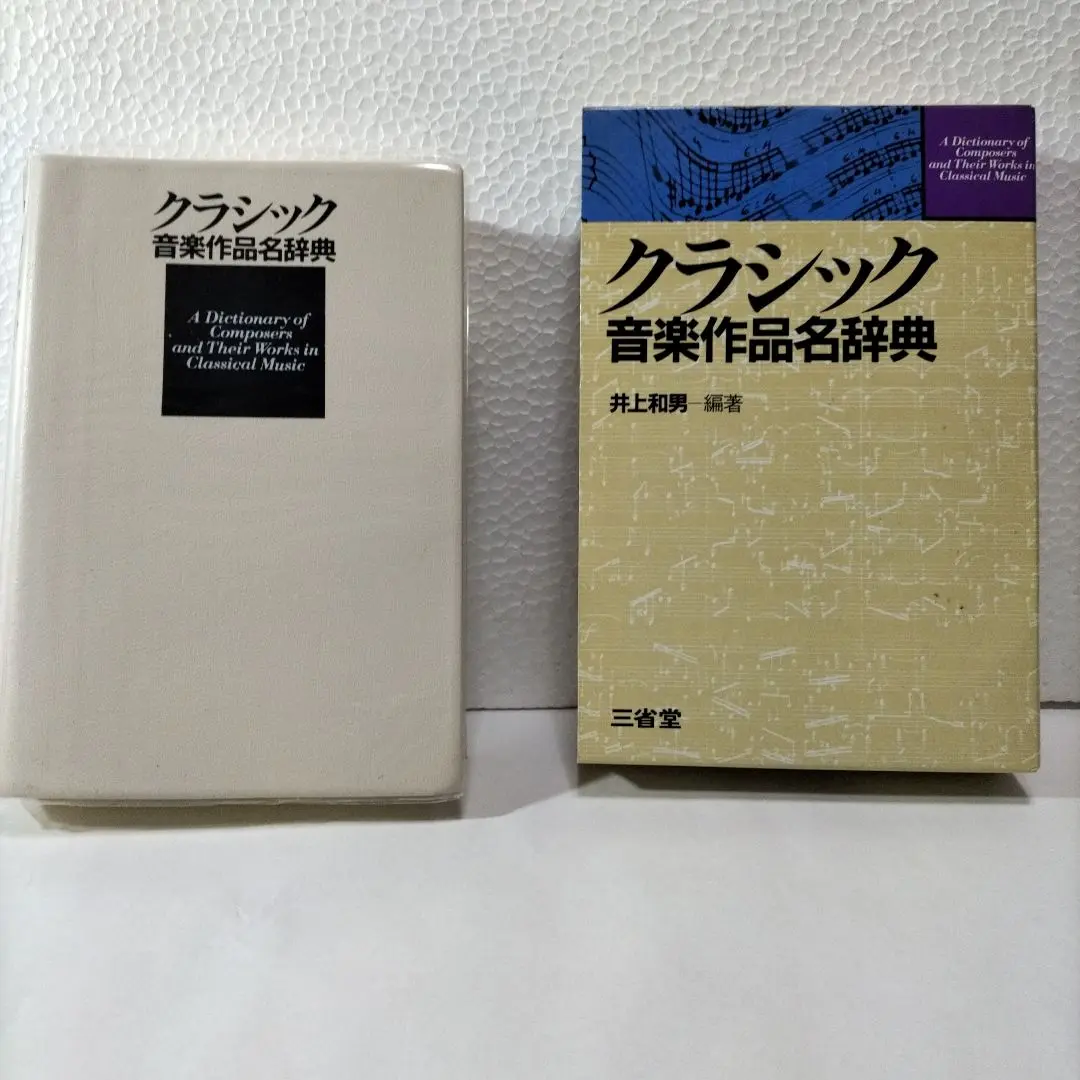 クラシック
音楽作品名辞典
A Dictionary of
Composers
and Their Works in
Classical Music
A Dictionary of
Composers
and Their Works in
Classical Music
クラシック
音楽作品名辞典
井上和男―編著
三省堂